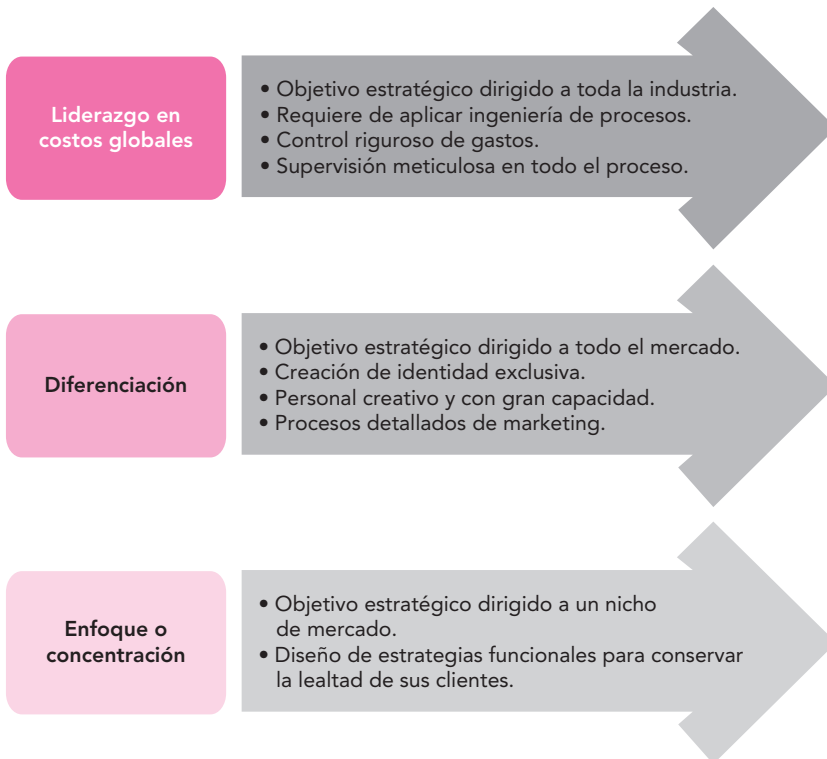 Liderazgo en
costos globales
• Objetivo estratégico dirigido a toda la industria.
• Requiere de aplicar ingeniería de procesos.
• Control riguroso de gastos.
• Supervisión meticulosa en todo el proceso.
Diferenciación
• Objetivo estratégico dirigido a todo el mercado.
• Creación de identidad exclusiva.
• Personal creativo y con gran capacidad.
• Procesos detallados de marketing.
Enfoque o
concentración
• Objetivo estratégico dirigido a un nicho
de mercado.
• Diseño de estrategias funcionales para conservar
la lealtad de sus clientes.